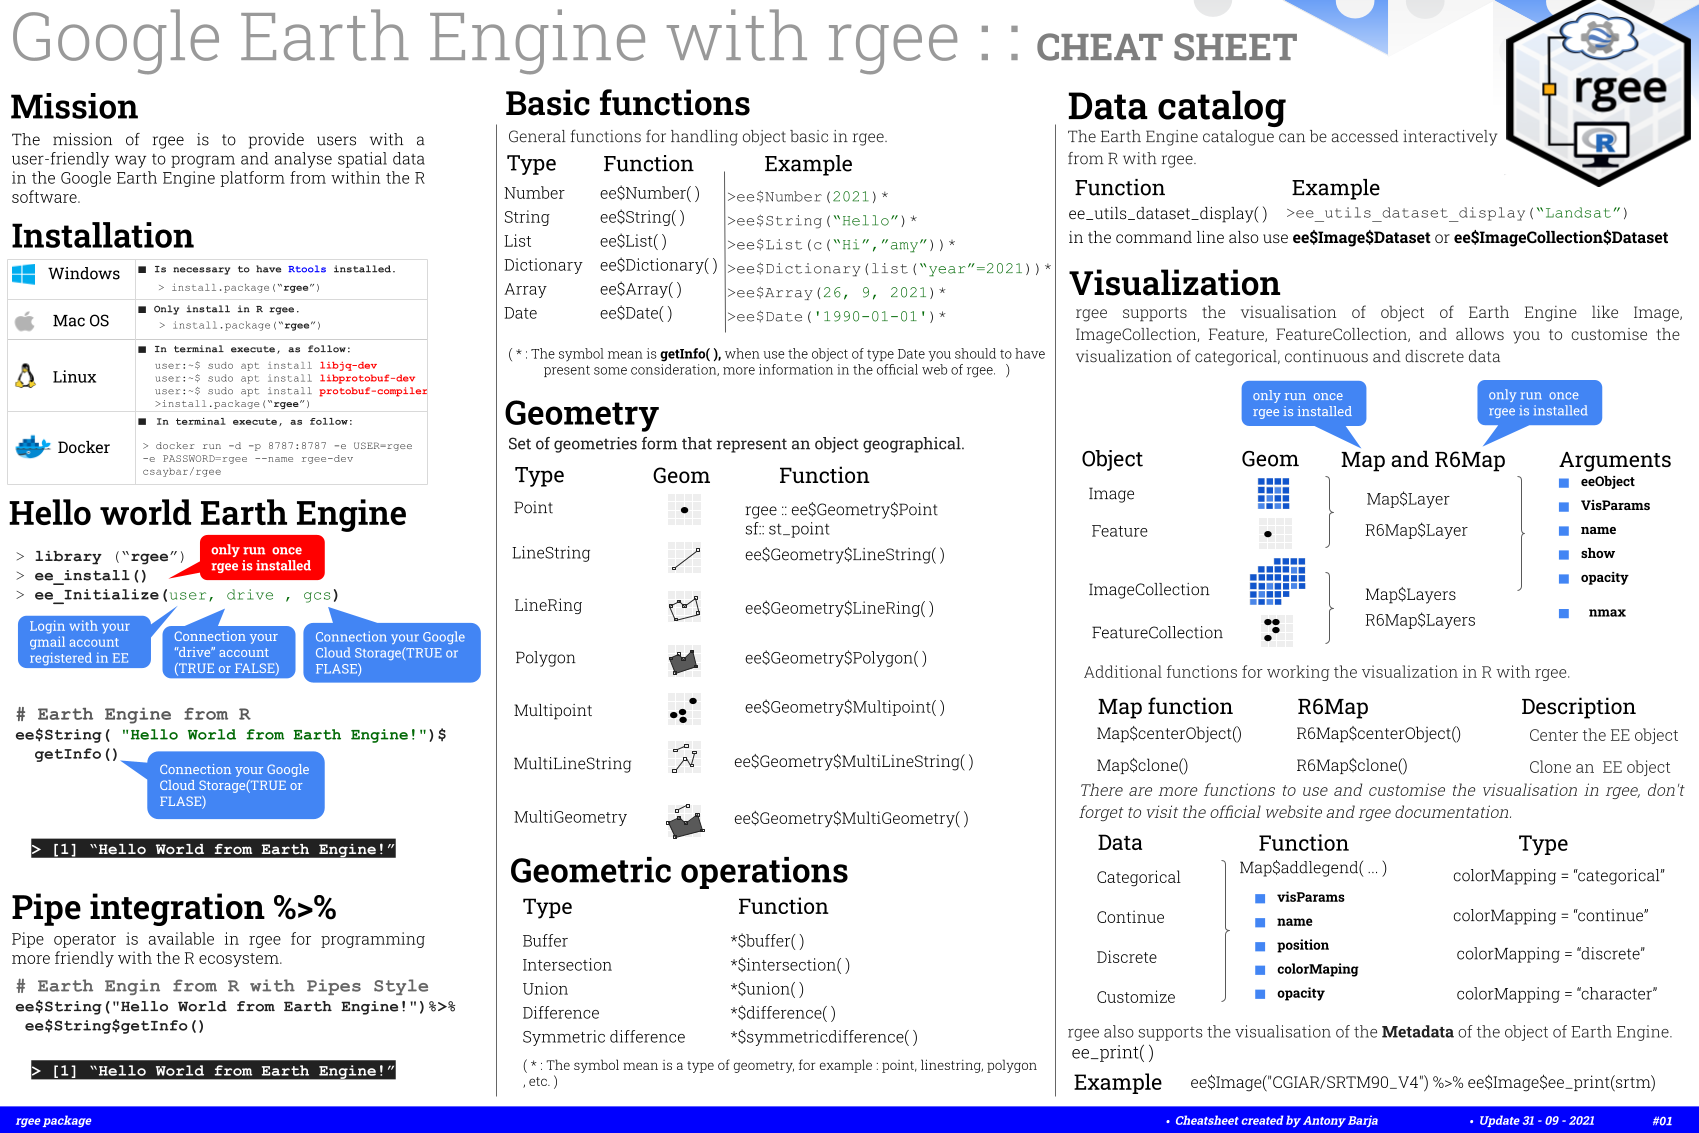 Google Earth Engine with rgee :: CHEAT SHEET
rgee
R
Mission
The mission of rgee is to provide users with a
user-friendly way to program and analyse spatial data
in the Google Earth Engine platform from within the R
software.
Installation
Windows
■ Is necessary to have Rtools installed.
> install.package(“rgee”)
Mac OS
■ Only install in R rgee.
> install.package(“rgee”)
Linux
■ In terminal execute, as follow:
user:~$ sudo apt install libjq-dev
user:~$ sudo apt install libprotobuf-dev
user:~$ sudo apt install protobuf-compiler
>install.package(“rgee”)
Docker
■ In terminal execute, as follow:
> docker run -d -p 8787:8787 -e USER=rgee
-e PASSWORD=rgee --name rgee-dev
csaybar/rgee
Hello world Earth Engine
> library (“rgee”)
> ee_install()
> ee_Initialize(user, drive , gcs)
only run once
rgee is installed
Login with your
gmail account
registered in EE
Connection your
“drive” account
(TRUE or FALSE)
Connection your Google
Cloud Storage(TRUE or
FLASE)
# Earth Engine from R
ee$String( "Hello World from Earth Engine!")$
getInfo()
Connection your Google
Cloud Storage(TRUE or
FLASE)
> [1] “Hello World from Earth Engine!”
Pipe integration %>%
Pipe operator is available in rgee for programming
more friendly with the R ecosystem.
# Earth Engin from R with Pipes Style
ee$String("Hello World from Earth Engine!")%>%
ee$String$getInfo()
> [1] “Hello World from Earth Engine!”
Basic functions
General functions for handling object basic in rgee.
Type Function Example
Number ee$Number() >ee$Number(2021)*
String ee$String() >ee$String(“Hello”)*
List ee$List() >ee$List(c(“Hi”,”amy”))*
Dictionary ee$Dictionary() >ee$Dictionary(list(“year”=2021))*
Array ee$Array() >ee$Array(26, 9, 2021)*
Date ee$Date() >ee$Date('1990-01-01')*
( * : The symbol mean is getInfo( ), when use the object of type Date you should to have
present some consideration, more information in the official web of rgee. )
Geometry
Set of geometries form that represent an object geographical.
Type Geom Function
Point rgee :: ee$Geometry$Point
sf:: st_point
LineString ee$Geometry$LineString( )
LineRing ee$Geometry$LineRing( )
Polygon ee$Geometry$Polygon( )
Multipoint ee$Geometry$Multipoint( )
MultiLineString ee$Geometry$MultiLineString( )
MultiGeometry ee$Geometry$MultiGeometry( )
Geometric operations
Type Function
Buffer *$buffer( )
Intersection *$intersection( )
Union *$union( )
Difference *$difference( )
Symmetric difference *$symmetricdifference( )
( * : The symbol mean is a type of geometry, for example : point, linestring, polygon
, etc. )
Data catalog
The Earth Engine catalogue can be accessed interactively
from R with rgee.
Function Example
ee_utils_dataset_display() >ee_utils_dataset_display(“Landsat”)
in the command line also use ee$Image$Dataset or ee$ImageCollection$Dataset
Visualization
rgee supports the visualisation of object of Earth Engine like Image,
ImageCollection, Feature, FeatureCollection, and allows you to customise the
visualization of categorical, continuous and discrete data
only run once
rgee is installed
only run once
rgee is installed
Object Geom Map and R6Map Arguments
Image
Feature
ImageCollection
FeatureCollection
Map$Layer
R6Map$Layer
Map$Layers
R6Map$Layers
eeObject
VisParams
name
show
opacity
nmax
Additional functions for working the visualization in R with rgee.
Map function R6Map Description
Map$centerObject() R6Map$centerObject() Center the EE object
Map$clone() R6Map$clone() Clone an EE object
There are more functions to use and customise the visualisation in rgee, don't
forget to visit the official website and rgee documentation.
Data Function Type
Categorical
Continue
Discrete
Customize
Map$addlegend( ... )
visParams
name
position
colorMaping
opacity
colorMapping = “categorical”
colorMapping = “continue”
colorMapping = “discrete”
colorMapping = “character”
rgee also supports the visualisation of the Metadata of the object of Earth Engine.
ee_print( )
Example ee$Image("CGIAR/SRTM90_V4") %>% ee$Image$ee_print(srtm)
rgee package
• Cheatsheet created by Antony Barja
• Update 31 - 09 - 2021
#01